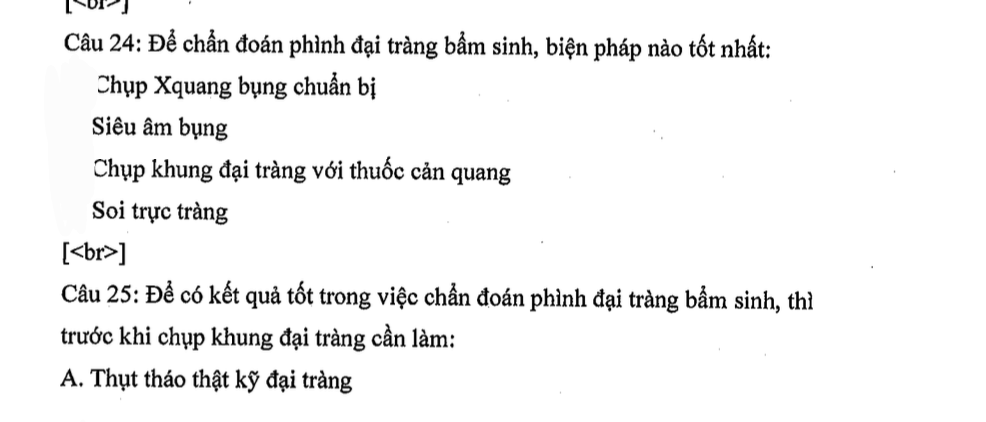 [<br>]
Câu 24: Để chẩn đoán phình đại tràng bẩm sinh, biện pháp nào tốt nhất:
Chụp Xquang bụng chuẩn bị
Siêu âm bụng
Chụp khung đại tràng với thuốc cản quang
Soi trực tràng
[<br>]
Câu 25: Để có kết quả tốt trong việc chẩn đoán phình đại tràng bẩm sinh, thì
trước khi chụp khung đại tràng cần làm:
A. Thụt tháo thật kỹ đại tràng